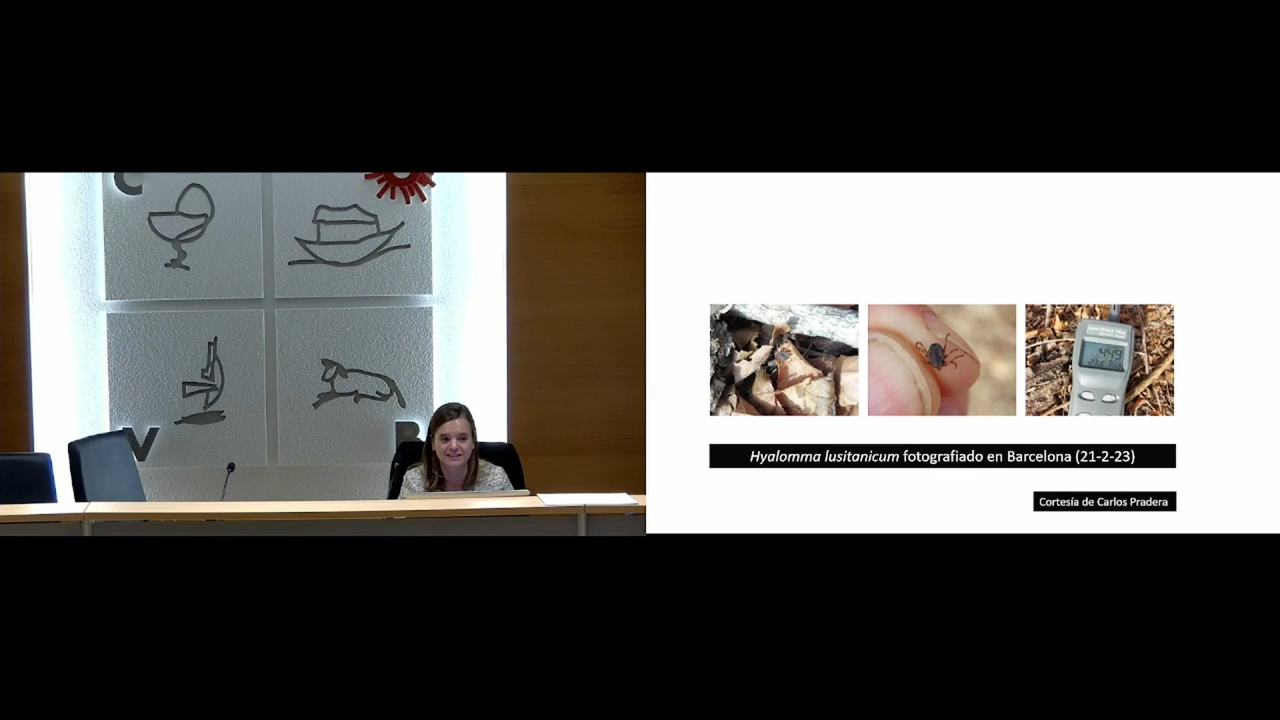 C
V
Hyalomma lusitanicum fotografiado en Barcelona (21-2-23)
Cortesía de Carlos Pradera